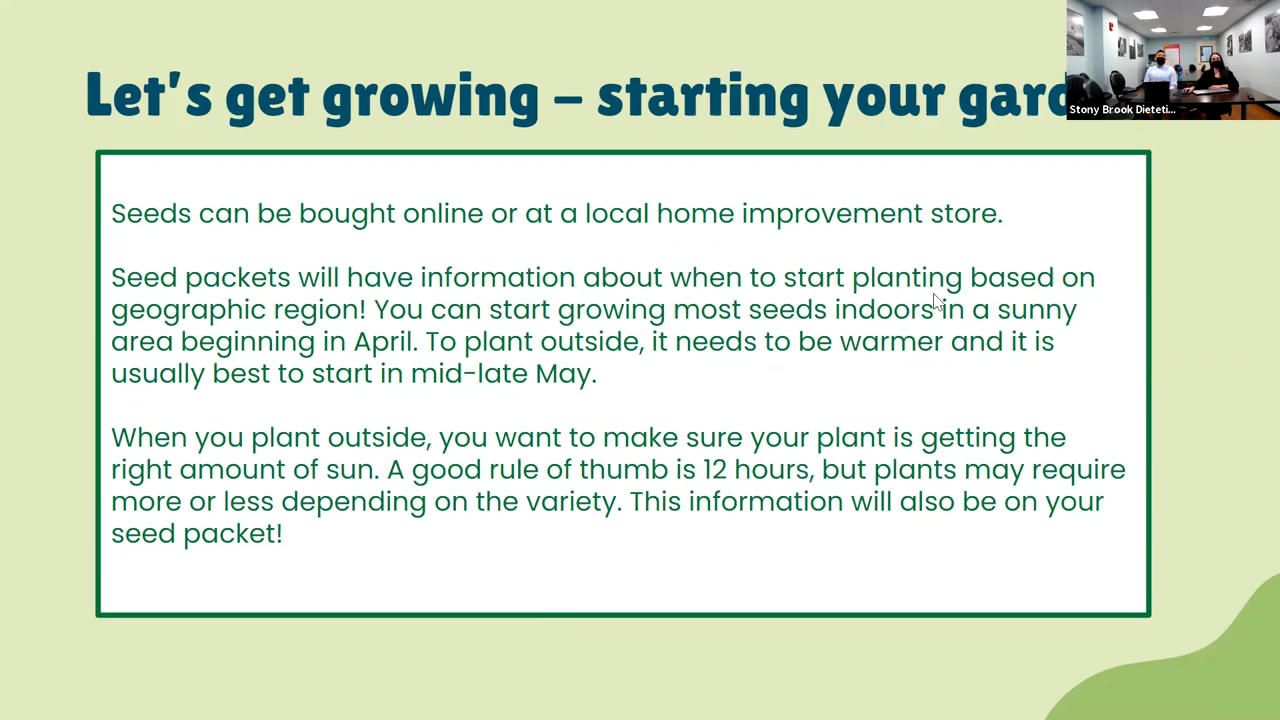 Let's get growing – starting your
Stony Brook Dieteti...
Seeds can be bought online or at a local home improvement store.
Seed packets will have information about when to start planting based on
geographic region! You can start growing most seeds indoors in a sunny
area beginning in April. To plant outside, it needs to be warmer and it is
usually best to start in mid-late May.
When you plant outside, you want to make sure your plant is getting the
right amount of sun. A good rule of thumb is 12 hours, but plants may require
more or less depending on the variety. This information will also be on your
seed packet!